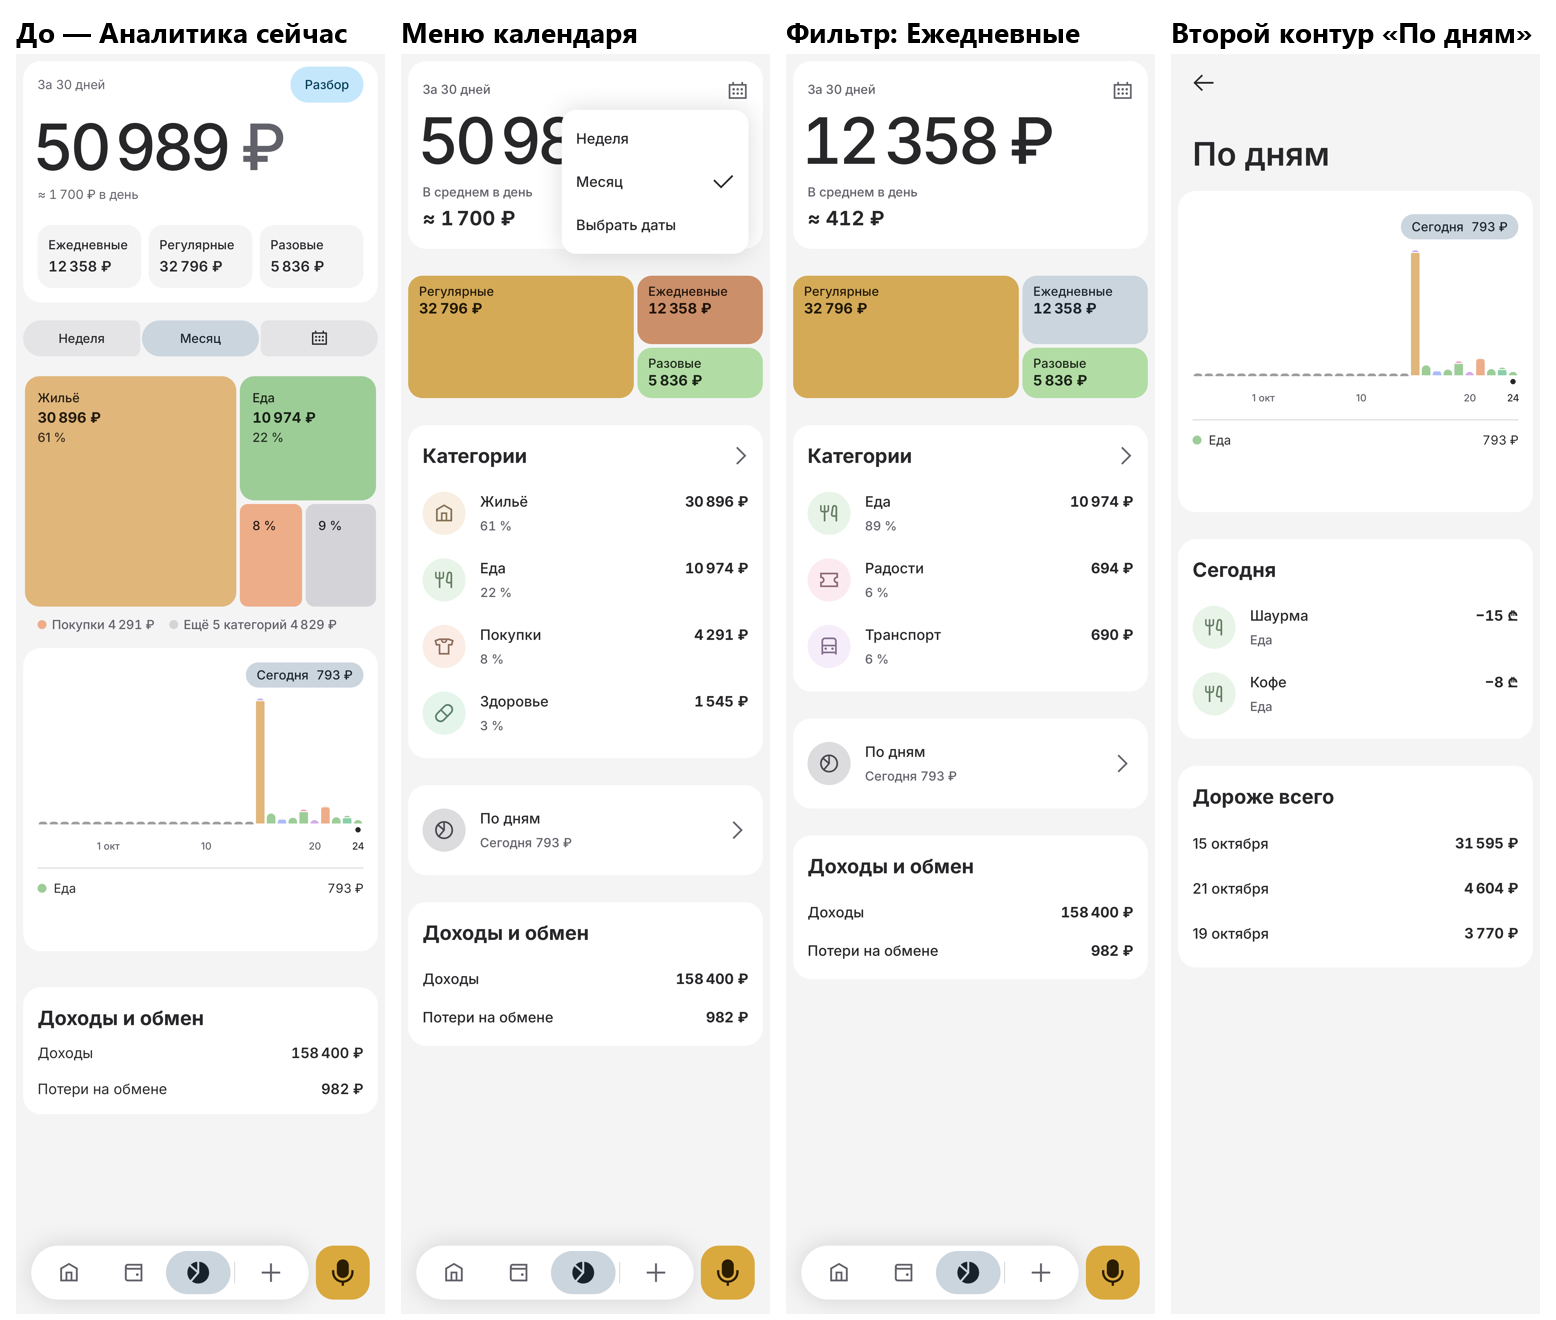 До — Аналитика сейчас
За 30 дней
Разбор
50 989 ₽
≈ 1 700 ₽ в день
Ежедневные
12 358 ₽
Регулярные
32 796 ₽
Разовые
5 836 ₽
Неделя
Месяц
Жильё
30 896 ₽
61 %
Еда
10 974 ₽
22 %
8 %
9 %
Покупки 4 291 ₽
Ещё 5 категорий 4 829 ₽
Сегодня 793 ₽
1 окт
10
20
24
Еда
793 ₽
Доходы и обмен
Доходы
158 400 ₽
Потери на обмене
982 ₽
Меню календаря
За 30 дней
50 98
Неделя
Месяц
Выбрать даты
В среднем в день
≈ 1 700 ₽
Регулярные
32 796 ₽
Ежедневные
12 358 ₽
Разовые
5 836 ₽
Категории
Жильё
30 896 ₽
61 %
Еда
10 974 ₽
22 %
Покупки
4 291 ₽
8 %
Здоровье
1 545 ₽
3 %
По дням
Сегодня 793 ₽
Доходы и обмен
Доходы
158 400 ₽
Потери на обмене
982 ₽
Фильтр: Ежедневные
За 30 дней
12 358 ₽
В среднем в день
≈ 412 ₽
Регулярные
32 796 ₽
Ежедневные
12 358 ₽
Разовые
5 836 ₽
Категории
Еда
10 974 ₽
89 %
Радости
694 ₽
6 %
Транспорт
690 ₽
6 %
По дням
Сегодня 793 ₽
Доходы и обмен
Доходы
158 400 ₽
Потери на обмене
982 ₽
Второй контур «По дням»
По дням
Сегодня 793 ₽
1 окт
10
20
24
Еда
793 ₽
Сегодня
Шаурма
−15 ₾
Еда
Кофе
−8 ₾
Еда
Дороже всего
15 октября
31 595 ₽
21 октября
4 604 ₽
19 октября
3 770 ₽